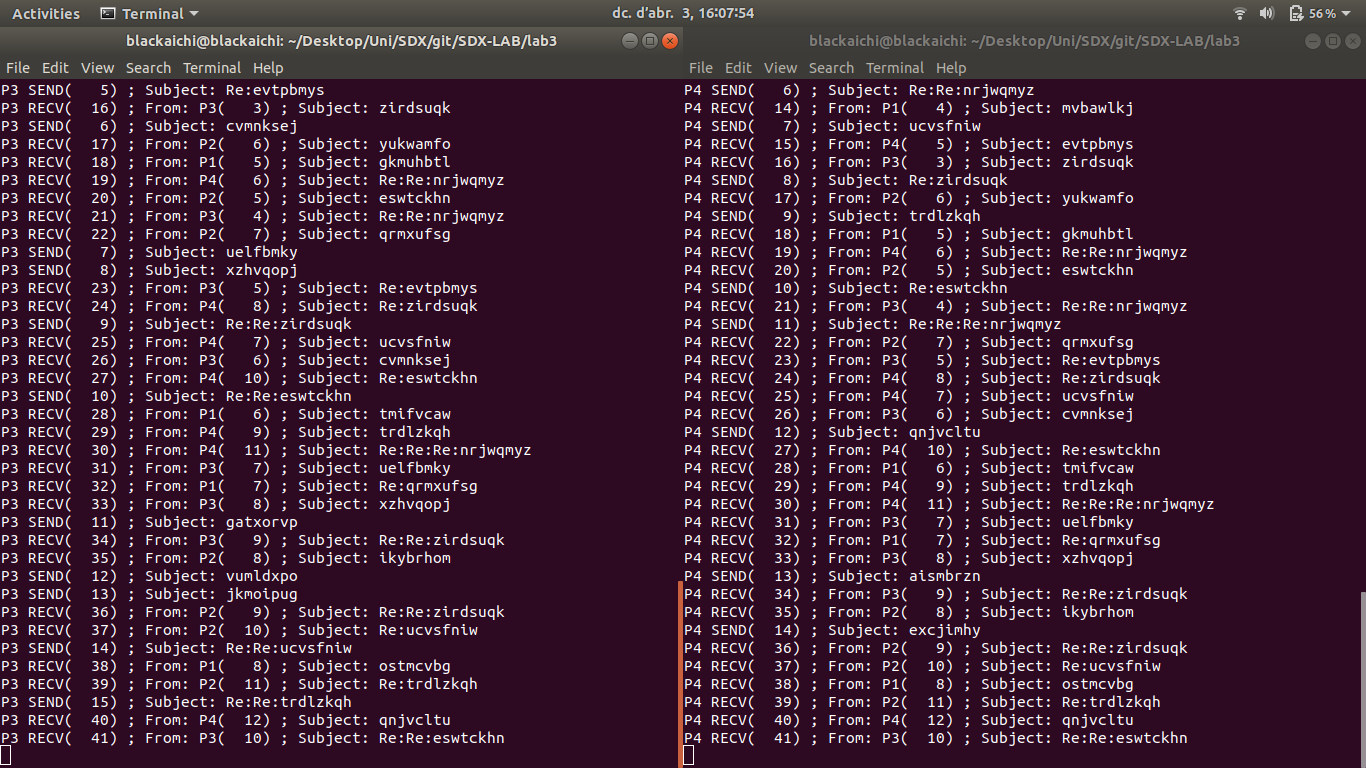 Activities Terminal dc. d’abr. 3, 16:07:54 56 %
blackaichi@blackaichi: ~/Desktop/Uni/SDX/git/SDX-LAB/lab3
File Edit View Search Terminal Help
P3 SEND(   5) ; Subject: Re:evtpbmys
P3 RECV(  16) ; From: P3(   3) ; Subject: zirdsuqk
P3 SEND(   6) ; Subject: cvmnksej
P3 RECV(  17) ; From: P2(   6) ; Subject: yukwamfo
P3 RECV(  18) ; From: P1(   5) ; Subject: gkmuhbtl
P3 RECV(  19) ; From: P4(   6) ; Subject: Re:Re:nrjwqmyz
P3 RECV(  20) ; From: P2(   5) ; Subject: eswtckhn
P3 RECV(  21) ; From: P3(   4) ; Subject: Re:Re:nrjwqmyz
P3 RECV(  22) ; From: P2(   7) ; Subject: qrmxufsg
P3 SEND(   7) ; Subject: uelfbmky
P3 SEND(   8) ; Subject: xzhvqopj
P3 RECV(  23) ; From: P3(   5) ; Subject: Re:evtpbmys
P3 RECV(  24) ; From: P4(   8) ; Subject: Re:zirdsuqk
P3 SEND(   9) ; Subject: Re:Re:zirdsuqk
P3 RECV(  25) ; From: P4(   7) ; Subject: ucvsfniw
P3 RECV(  26) ; From: P3(   6) ; Subject: cvmnksej
P3 RECV(  27) ; From: P4(  10) ; Subject: Re:eswtckhn
P3 SEND(  10) ; Subject: Re:Re:eswtckhn
P3 RECV(  28) ; From: P1(   6) ; Subject: tmifvcaw
P3 RECV(  29) ; From: P4(   9) ; Subject: trdlzkqh
P3 RECV(  30) ; From: P4(  11) ; Subject: Re:Re:Re:nrjwqmyz
P3 RECV(  31) ; From: P3(   7) ; Subject: uelfbmky
P3 RECV(  32) ; From: P1(   7) ; Subject: Re:qrmxufsg
P3 RECV(  33) ; From: P3(   8) ; Subject: xzhvqopj
P3 SEND(  11) ; Subject: gatxorvp
P3 RECV(  34) ; From: P3(   9) ; Subject: Re:Re:zirdsuqk
P3 RECV(  35) ; From: P2(   8) ; Subject: ikybrhom
P3 SEND(  12) ; Subject: vumldxpo
P3 SEND(  13) ; Subject: jkmoipug
P3 RECV(  36) ; From: P2(   9) ; Subject: Re:Re:zirdsuqk
P3 RECV(  37) ; From: P2(  10) ; Subject: Re:ucvsfniw
P3 SEND(  14) ; Subject: Re:Re:ucvsfniw
P3 RECV(  38) ; From: P1(   8) ; Subject: ostmcvbg
P3 RECV(  39) ; From: P2(  11) ; Subject: Re:trdlzkqh
P3 SEND(  15) ; Subject: Re:Re:trdlzkqh
P3 RECV(  40) ; From: P4(  12) ; Subject: qnjvcltu
P3 RECV(  41) ; From: P3(  10) ; Subject: Re:Re:eswtckhn
blackaichi@blackaichi: ~/Desktop/Uni/SDX/git/SDX-LAB/lab3
File Edit View Search Terminal Help
P4 SEND(   6) ; Subject: Re:Re:nrjwqmyz
P4 RECV(  14) ; From: P1(   4) ; Subject: mvbawlkj
P4 SEND(   7) ; Subject: ucvsfniw
P4 RECV(  15) ; From: P4(   5) ; Subject: evtpbmys
P4 RECV(  16) ; From: P3(   3) ; Subject: zirdsuqk
P4 SEND(   8) ; Subject: Re:zirdsuqk
P4 RECV(  17) ; From: P2(   6) ; Subject: yukwamfo
P4 SEND(   9) ; Subject: trdlzkqh
P4 RECV(  18) ; From: P1(   5) ; Subject: gkmuhbtl
P4 RECV(  19) ; From: P4(   6) ; Subject: Re:Re:nrjwqmyz
P4 RECV(  20) ; From: P2(   5) ; Subject: eswtckhn
P4 SEND(  10) ; Subject: Re:eswtckhn
P4 RECV(  21) ; From: P3(   4) ; Subject: Re:Re:nrjwqmyz
P4 SEND(  11) ; Subject: Re:Re:Re:nrjwqmyz
P4 RECV(  22) ; From: P2(   7) ; Subject: qrmxufsg
P4 RECV(  23) ; From: P3(   5) ; Subject: Re:evtpbmys
P4 RECV(  24) ; From: P4(   8) ; Subject: Re:zirdsuqk
P4 RECV(  25) ; From: P4(   7) ; Subject: ucvsfniw
P4 RECV(  26) ; From: P3(   6) ; Subject: cvmnksej
P4 SEND(  12) ; Subject: qnjvcltu
P4 RECV(  27) ; From: P4(  10) ; Subject: Re:eswtckhn
P4 RECV(  28) ; From: P1(   6) ; Subject: tmifvcaw
P4 RECV(  29) ; From: P4(   9) ; Subject: trdlzkqh
P4 RECV(  30) ; From: P4(  11) ; Subject: Re:Re:Re:nrjwqmyz
P4 RECV(  31) ; From: P3(   7) ; Subject: uelfbmky
P4 RECV(  32) ; From: P1(   7) ; Subject: Re:qrmxufsg
P4 RECV(  33) ; From: P3(   8) ; Subject: xzhvqopj
P4 SEND(  13) ; Subject: aismbrzn
P4 RECV(  34) ; From: P3(   9) ; Subject: Re:Re:zirdsuqk
P4 RECV(  35) ; From: P2(   8) ; Subject: ikybrhom
P4 SEND(  14) ; Subject: excjimhy
P4 RECV(  36) ; From: P2(   9) ; Subject: Re:Re:zirdsuqk
P4 RECV(  37) ; From: P2(  10) ; Subject: Re:ucvsfniw
P4 RECV(  38) ; From: P1(   8) ; Subject: ostmcvbg
P4 RECV(  39) ; From: P2(  11) ; Subject: Re:trdlzkqh
P4 RECV(  40) ; From: P4(  12) ; Subject: qnjvcltu
P4 RECV(  41) ; From: P3(  10) ; Subject: Re:Re:eswtckhn